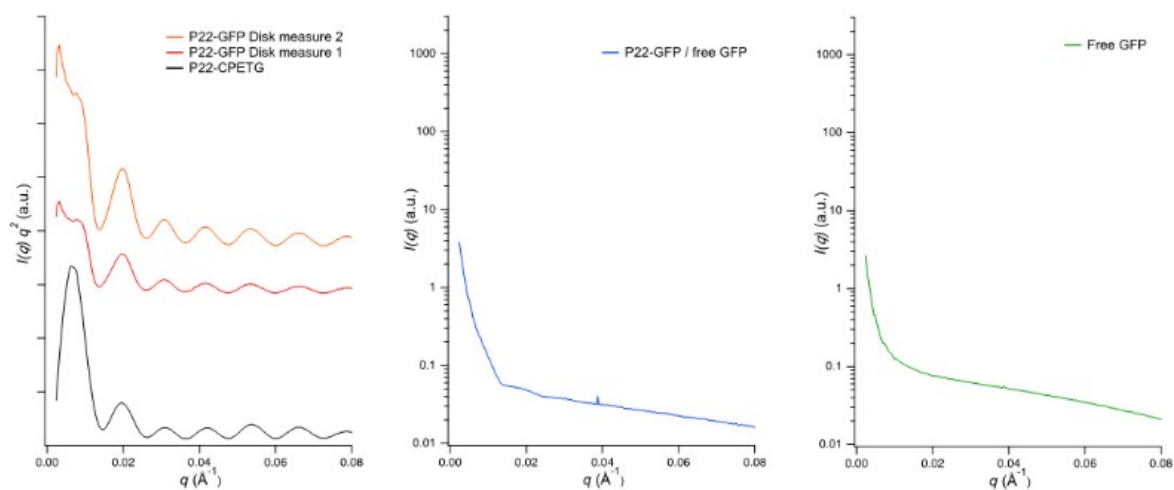 P22-GFP Disk measure 2
P22-GFP Disk measure 1
P22-CPETG
I(q) q² (a.u.)
0.00 0.02 0.04 0.06 0.08
q (Å⁻¹)
P22-GFP / free GFP
I(q) (a.u.)
1000
100
10
1
0.1
0.01
0.00 0.02 0.04 0.06 0.08
q (Å⁻¹)
Free GFP
I(q) (a.u.)
1000
100
10
1
0.1
0.01
0.00 0.02 0.04 0.06 0.08
q (Å⁻¹)